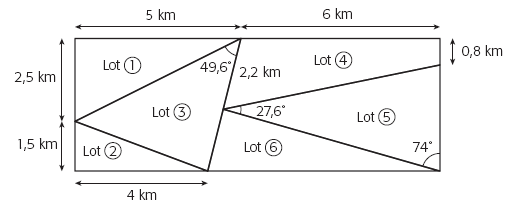 5 km
6 km
0,8 km
Lot ①
49,6°
2,2 km
Lot ④
2,5 km
Lot ③
27,6°
Lot ⑤
1,5 km
Lot ②
Lot ⑥
74°
4 km